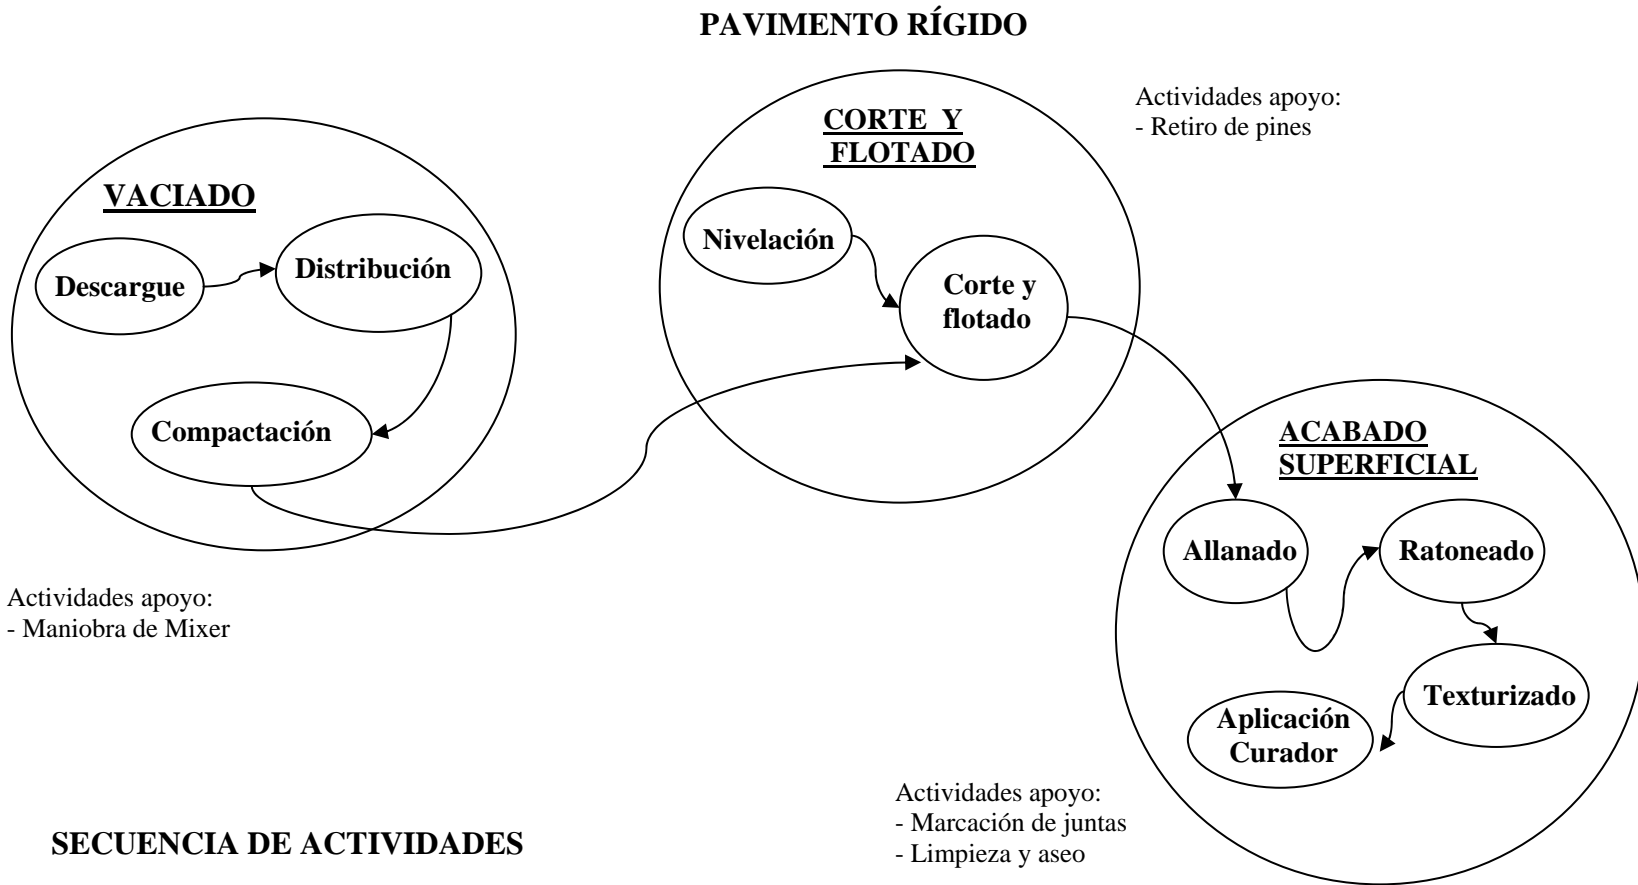 PAVIMENTO RÍGIDO
VACIADO
Descargue
Distribución
Compactación
Actividades apoyo:
- Maniobra de Mixer
CORTE Y
FLOTADO
Nivelación
Corte y
flotado
Actividades apoyo:
- Retiro de pines
ACABADO
SUPERFICIAL
Allanado
Ratoneado
Texturizado
Aplicación
Curador
Actividades apoyo:
- Marcación de juntas
- Limpieza y aseo
SECUENCIA DE ACTIVIDADES